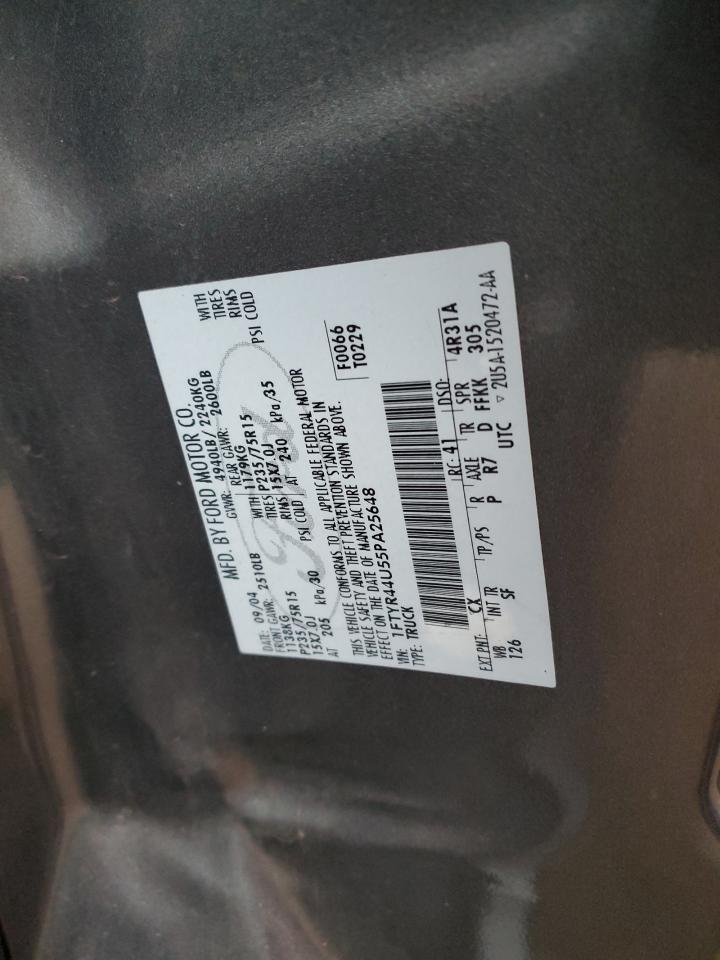 MFD. BY FORD MOTOR CO.
DATE: 09/04 GVWR: 4940LB/ 2240KG
FRONT GAWR: 2510LB REAR GAWR: 2600LB
1138KG WITH 1179KG WITH
P235/75R15 TIRES P235/75R15 TIRES
15X7.0J RIMS 15X7.0J RIMS
AT 205 kPa/30 PSI COLD AT 240 kPa/35 PSI COLD
THIS VEHICLE CONFORMS TO ALL APPLICABLE FEDERAL MOTOR
VEHICLE SAFETY AND THEFT PREVENTION STANDARDS IN
EFFECT ON THE DATE OF MANUFACTURE SHOWN ABOVE.
VIN: 1FTYR44U55PA25648 F0066
TYPE: TRUCK T0229
EXT PNT: CX RC: 41 DSO: 4R31A
WB INT TR TP/PS R AXLE TR SPR
126 SF P R7 D FFKK 305
UTC ▽ 2U5A-1520472-AA
Ford